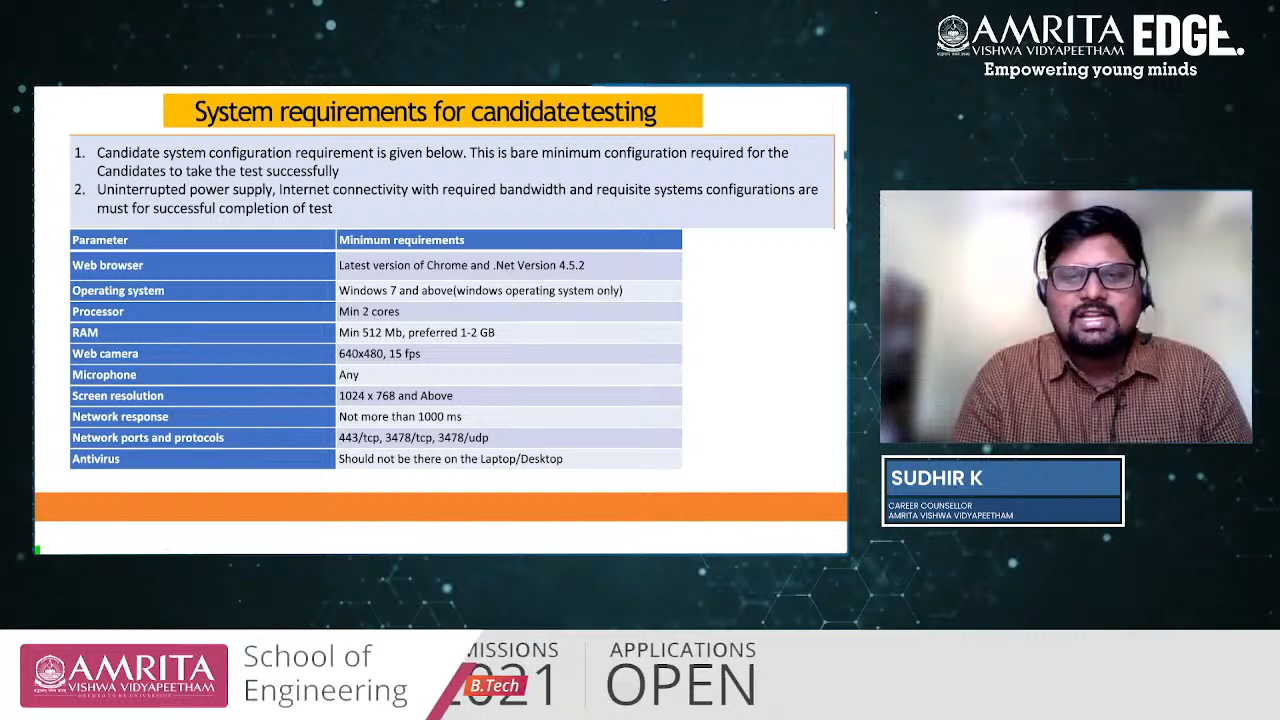 AMRITA
VISHWA VIDYAPEETHAM
EDGE.
Empowering young minds
System requirements for candidate testing
1. Candidate system configuration requirement is given below. This is bare minimum configuration required for the
Candidates to take the test successfully
2. Uninterrupted power supply, Internet connectivity with required bandwidth and requisite systems configurations are
must for successful completion of test
Parameter Minimum requirements
Web browser Latest version of Chrome and .Net Version 4.5.2
Operating system Windows 7 and above(windows operating system only)
Processor Min 2 cores
RAM Min 512 Mb, preferred 1-2 GB
Web camera 640x480, 15 fps
Microphone Any
Screen resolution 1024 x 768 and Above
Network response Not more than 1000 ms
Network ports and protocols 443/tcp, 3478/tcp, 3478/udp
Antivirus Should not be there on the Laptop/Desktop
SUDHIR K
CAREER COUNSELLOR
AMRITA VISHWA VIDYAPEETHAM
AMRITA
VISHWA VIDYAPEETHAM
School of
Engineering
MISSIONS
2021
B.Tech
APPLICATIONS
OPEN